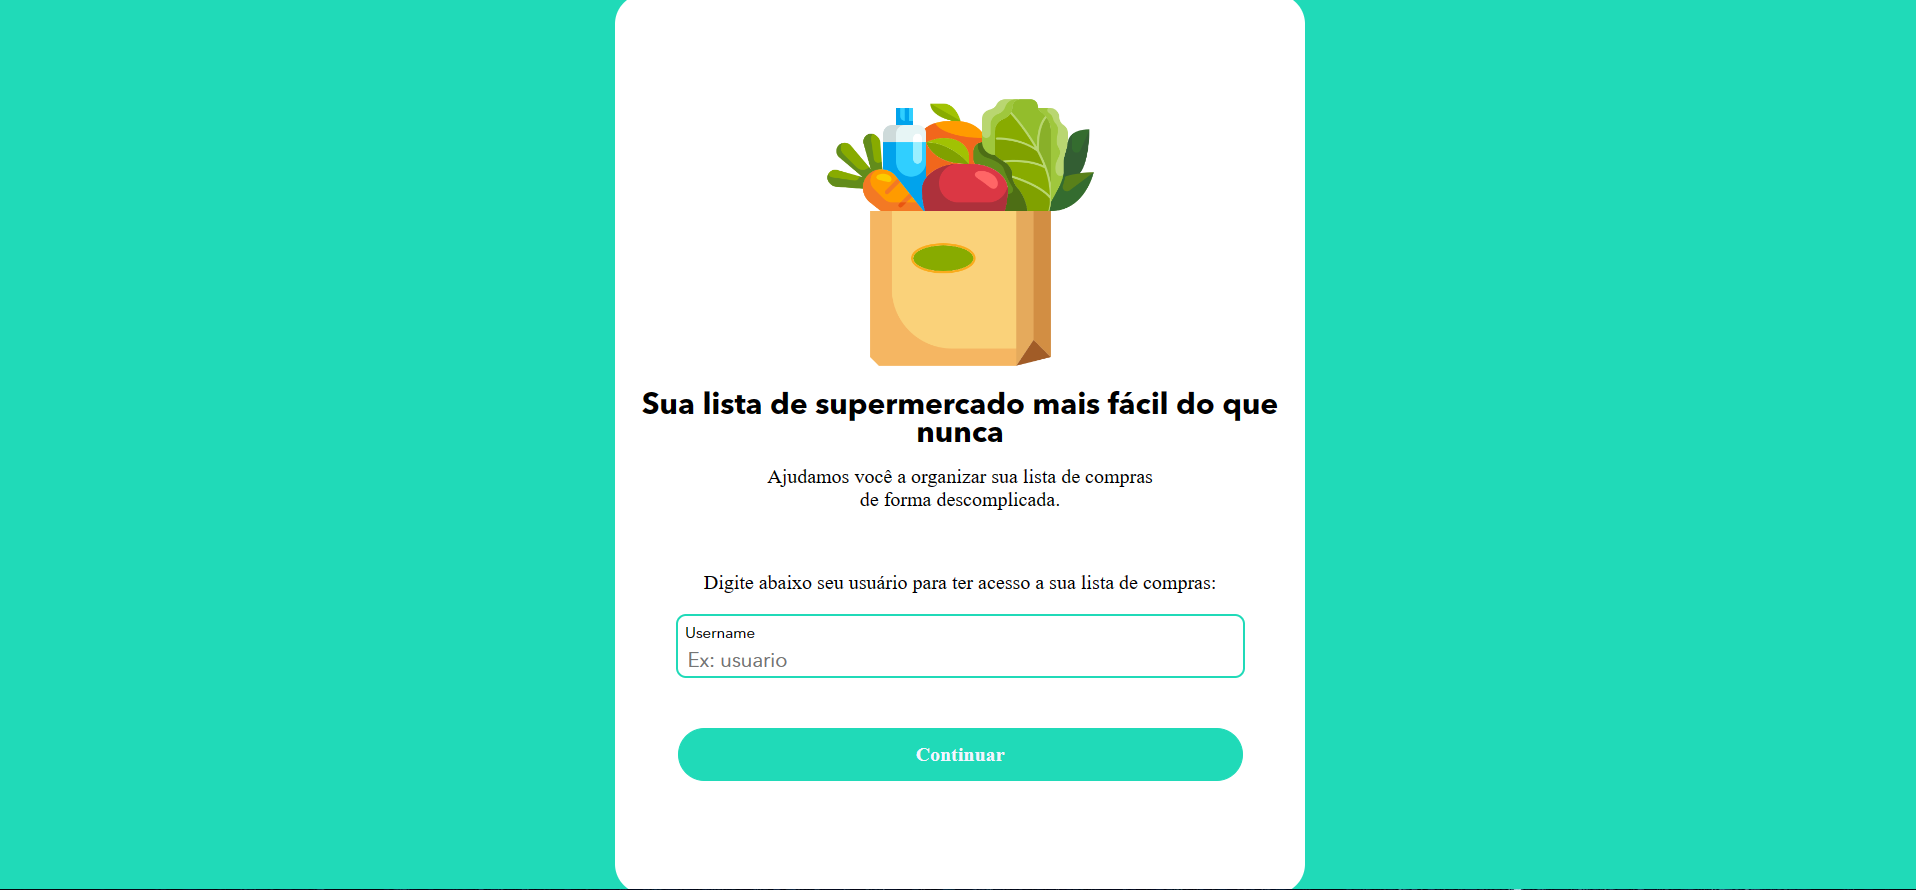 Sua lista de supermercado mais fácil do que
nunca
Ajudamos você a organizar sua lista de compras
de forma descomplicada.
Digite abaixo seu usuário para ter acesso a sua lista de compras:
Username
Ex: usuario
Continuar